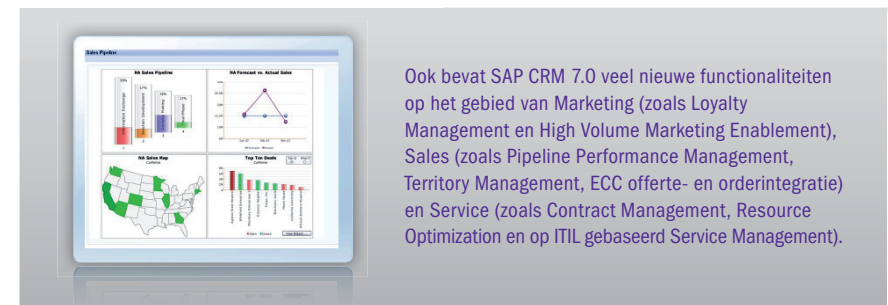 Sales Pipeline
NA Sales Pipeline
NA Forecast vs. Actual Sales
NA Sales Map
California
Top Ten Deals
California
Ook bevat SAP CRM 7.0 veel nieuwe functionaliteiten
op het gebied van Marketing (zoals Loyalty
Management en High Volume Marketing Enablement),
Sales (zoals Pipeline Performance Management,
Territory Management, ECC offerte- en orderintegratie)
en Service (zoals Contract Management, Resource
Optimization en op ITIL gebaseerd Service Management).